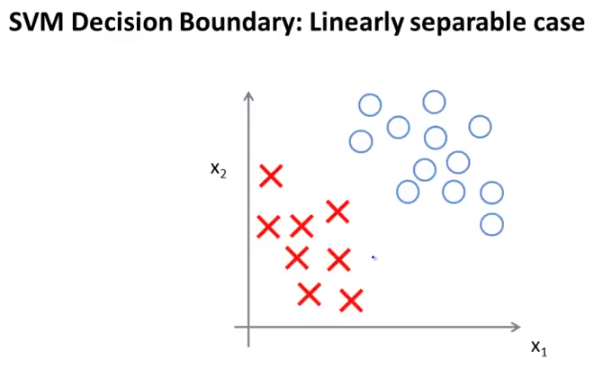 SVM Decision Boundary: Linearly separable case
x₂
x₁